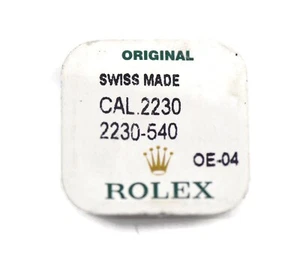 ORIGINAL
SWISS MADE
CAL.2230
2230-540
OE-04
ROLEX